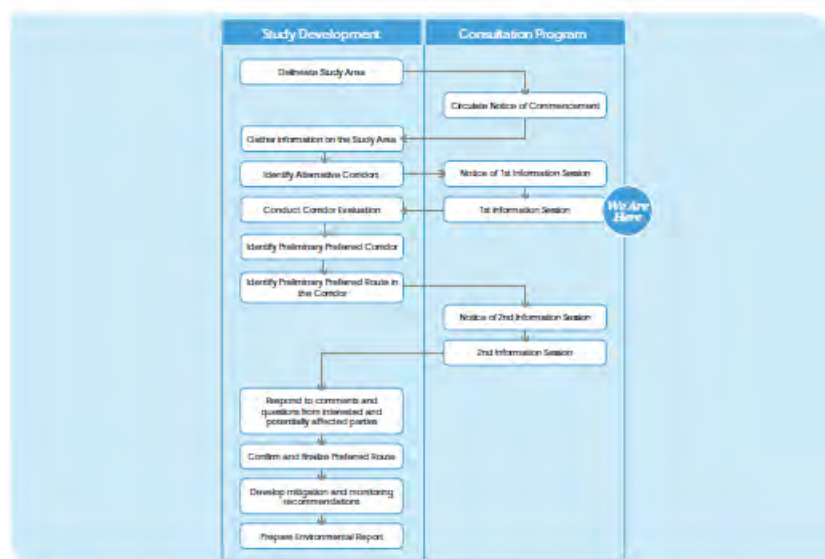 Study Development
Consultation Program
Delineate Study Area
Circulate Notice of Commencement
Gather Information on the Study Area
Identify Alternative Corridors
Notice of 1st Information Session
Conduct Corridor Evaluation
1st Information Session
We Are
Here
Identify Preliminary Preferred Corridor
Identify Preliminary Preferred Route in
the Corridor
Notice of 2nd Information Session
2nd Information Session
Respond to comments and
questions from interested and
potentially affected parties
Confirm and finalize Preferred Route
Develop mitigation and monitoring
recommendations
Prepare Environmental Report